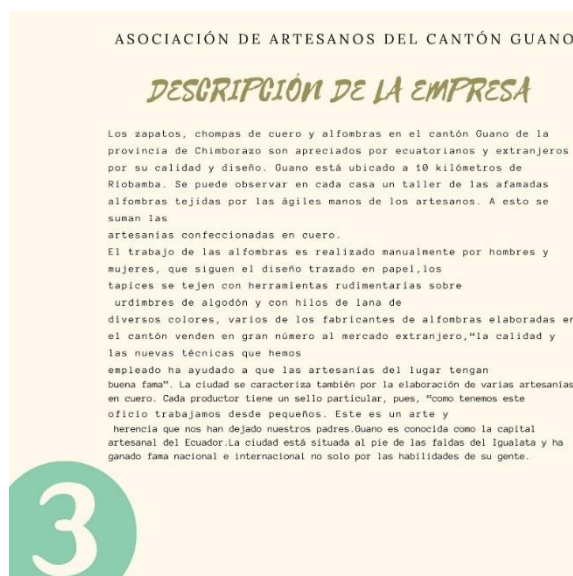 ASOCIACIÓN DE ARTESANOS DEL CANTÓN GUANO
DESCRIPCIÓN DE LA EMPRESA
Los zapatos, chompas de cuero y alfombras en el cantón Guano de la
provincia de Chimborazo son apreciados por ecuatorianos y extranjeros
por su calidad y diseño. Guano está ubicado a 10 kilómetros de
Riobamba. Se puede observar en cada casa un taller de las afamadas
alfombras tejidas por las ágiles manos de los artesanos. A esto se
suman las
artesanías confeccionadas en cuero.
El trabajo de las alfombras es realizado manualmente por hombres y
mujeres, que siguen el diseño trazado en papel,los
tapices se tejen con herramientas rudimentarias sobre
urdimbres de algodón y con hilos de lana de
diversos colores, varios de los fabricantes de alfombras elaboradas en
el cantón venden en gran número al mercado extranjero,“la calidad y
las nuevas técnicas que hemos
empleado ha ayudado a que las artesanías del lugar tengan
buena fama”. La ciudad se caracteriza también por la elaboración de varias artesanías
en cuero. Cada productor tiene un sello particular, pues, “como tenemos este
oficio trabajamos desde pequeños. Este es un arte y
herencia que nos han dejado nuestros padres.Guano es conocida como la capital
artesanal del Ecuador.La ciudad está situada al pie de las faldas del Igualata y ha
ganado fama nacional e internacional no solo por las habilidades de su gente.
3